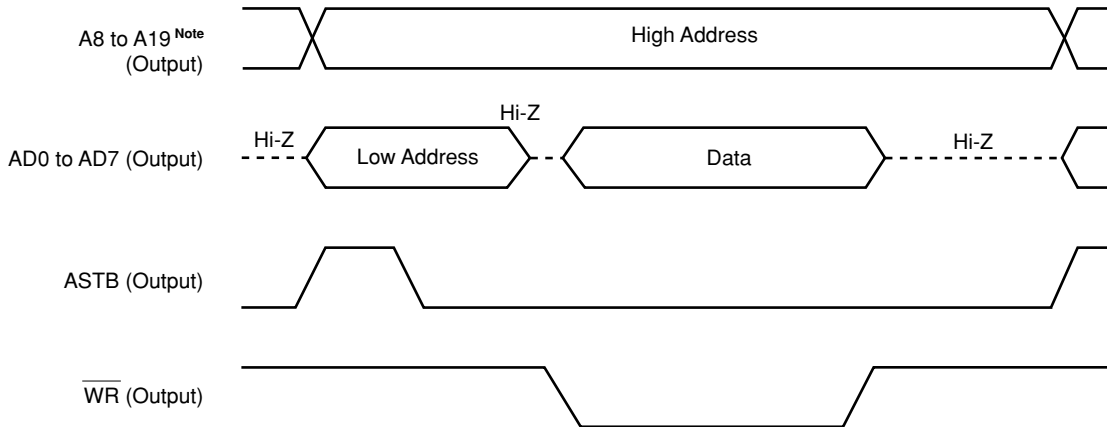 A8 to A19 Note
(Output)
High Address
Hi-Z
AD0 to AD7 (Output)
Hi-Z
Low Address
Data
Hi-Z
ASTB (Output)
WR (Output)